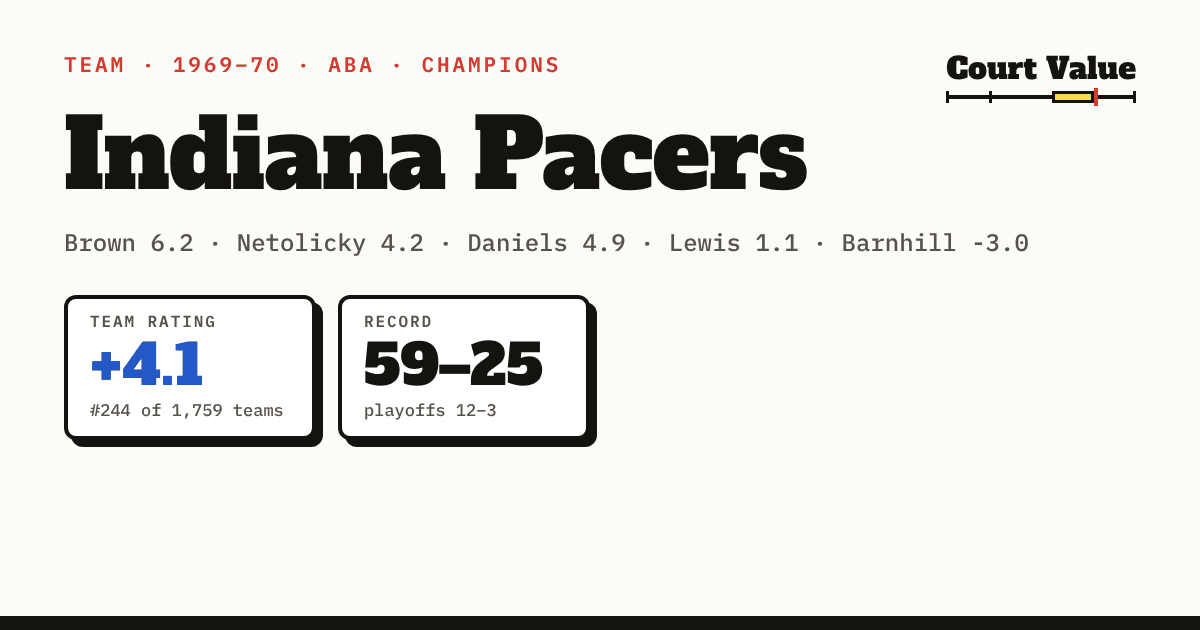 TEAM · 1969–70 · ABA · CHAMPIONS
Court Value
Indiana Pacers
Brown 6.2 · Netolicky 4.2 · Daniels 4.9 · Lewis 1.1 · Barnhill -3.0
TEAM RATING
+4.1
#244 of 1,759 teams
RECORD
59–25
playoffs 12–3